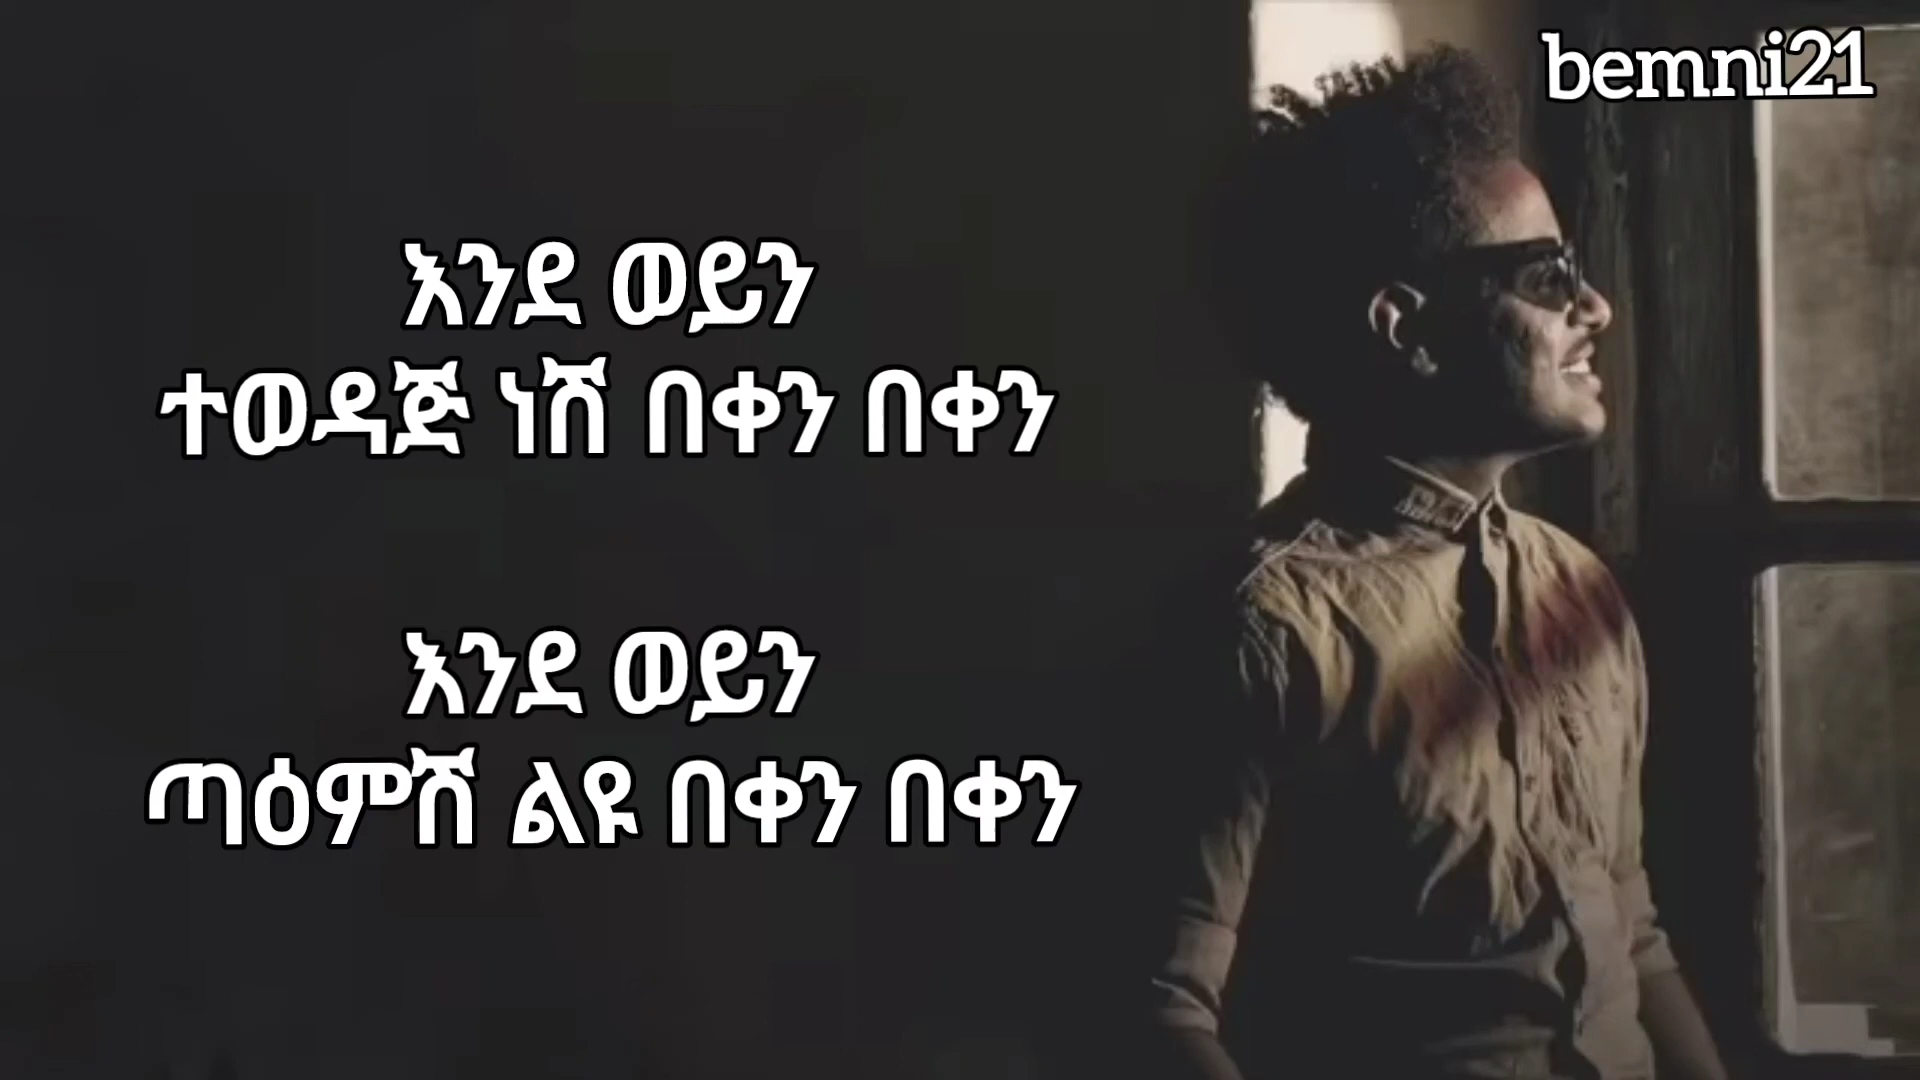 bemni21
እንደ ወይን
ተወዳጅ ነሽ በቀን በቀን
እንደ ወይን
ጣዕምሽ ልዩ በቀን በቀን